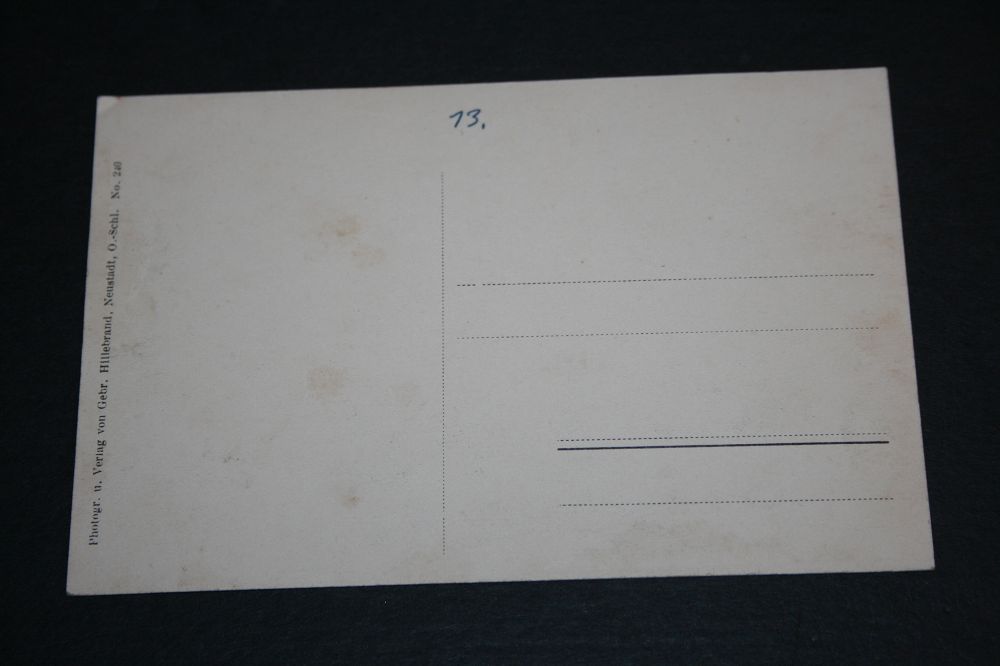 13.
Photogr. u. Verlag von Gebr. Hillebrand, Neustadt, O.-Schl. No. 240